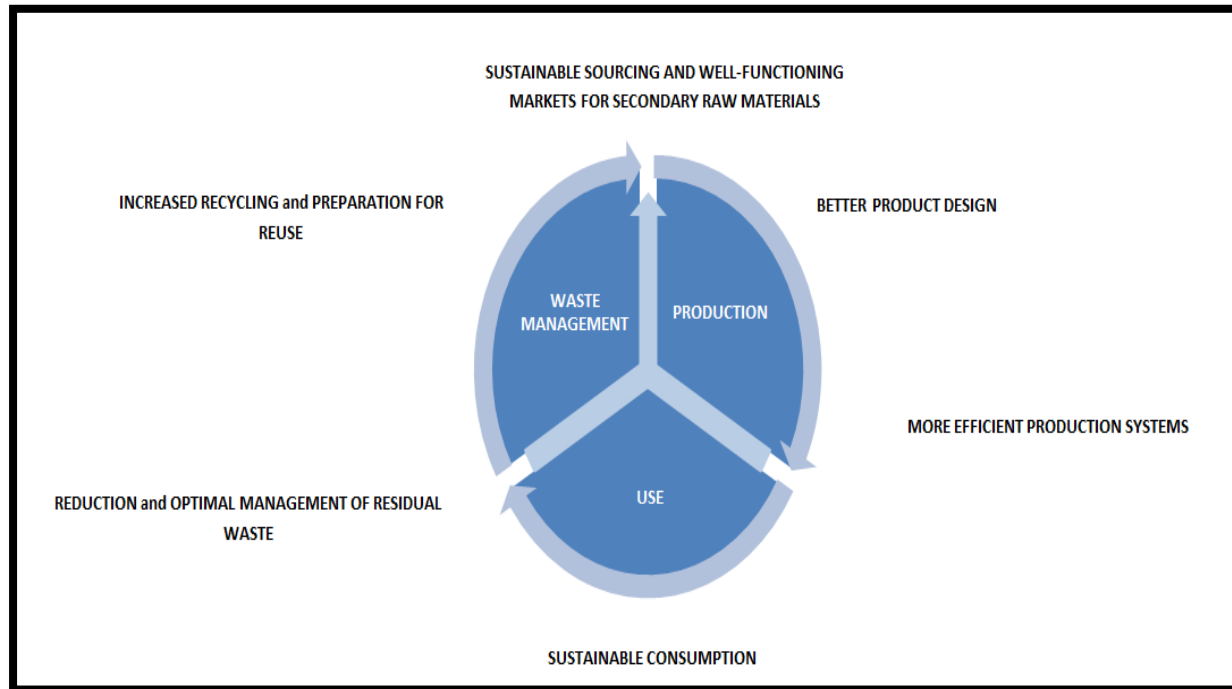 SUSTAINABLE SOURCING AND WELL-FUNCTIONING
MARKETS FOR SECONDARY RAW MATERIALS
INCREASED RECYCLING and PREPARATION FOR
REUSE
BETTER PRODUCT DESIGN
WASTE
MANAGEMENT
PRODUCTION
MORE EFFICIENT PRODUCTION SYSTEMS
USE
REDUCTION and OPTIMAL MANAGEMENT OF RESIDUAL
WASTE
SUSTAINABLE CONSUMPTION